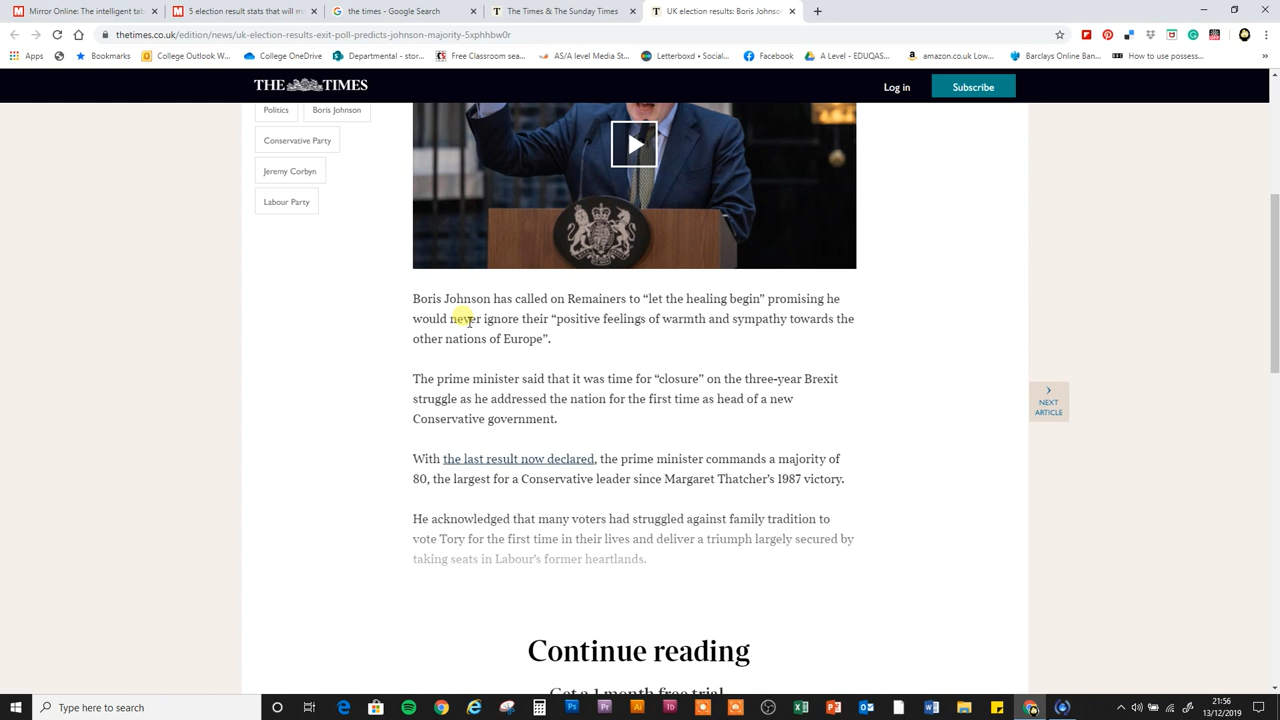 Mirror Online: The intelligent tab
5 election result stats that will m
the times - Google Search
The Times & The Sunday Times
UK election results: Boris Johnson
thetimes.co.uk/edition/news/uk-election-results-exit-poll-predicts-johnson-majority-5xphhbw0r
Apps
Bookmarks
College Outlook W...
College OneDrive
Departmental - stor...
Free Classroom sea...
AS/A level Media St...
Letterboxd • Social...
Facebook
A Level - EDUQAS...
amazon.co.uk Low...
Barclays Online Ban...
How to use possess...
THE TIMES
Log in
Subscribe
Politics
Boris Johnson
Conservative Party
Jeremy Corbyn
Labour Party
Boris Johnson has called on Remainers to “let the healing begin” promising he
would never ignore their “positive feelings of warmth and sympathy towards the
other nations of Europe”.
The prime minister said that it was time for “closure” on the three-year Brexit
struggle as he addressed the nation for the first time as head of a new
Conservative government.
With the last result now declared, the prime minister commands a majority of
80, the largest for a Conservative leader since Margaret Thatcher's 1987 victory.
He acknowledged that many voters had struggled against family tradition to
vote Tory for the first time in their lives and deliver a triumph largely secured by
taking seats in Labour's former heartlands.
NEXT
ARTICLE
Continue reading
Get a 1 month free trial
Type here to search
21:56
13/12/2019